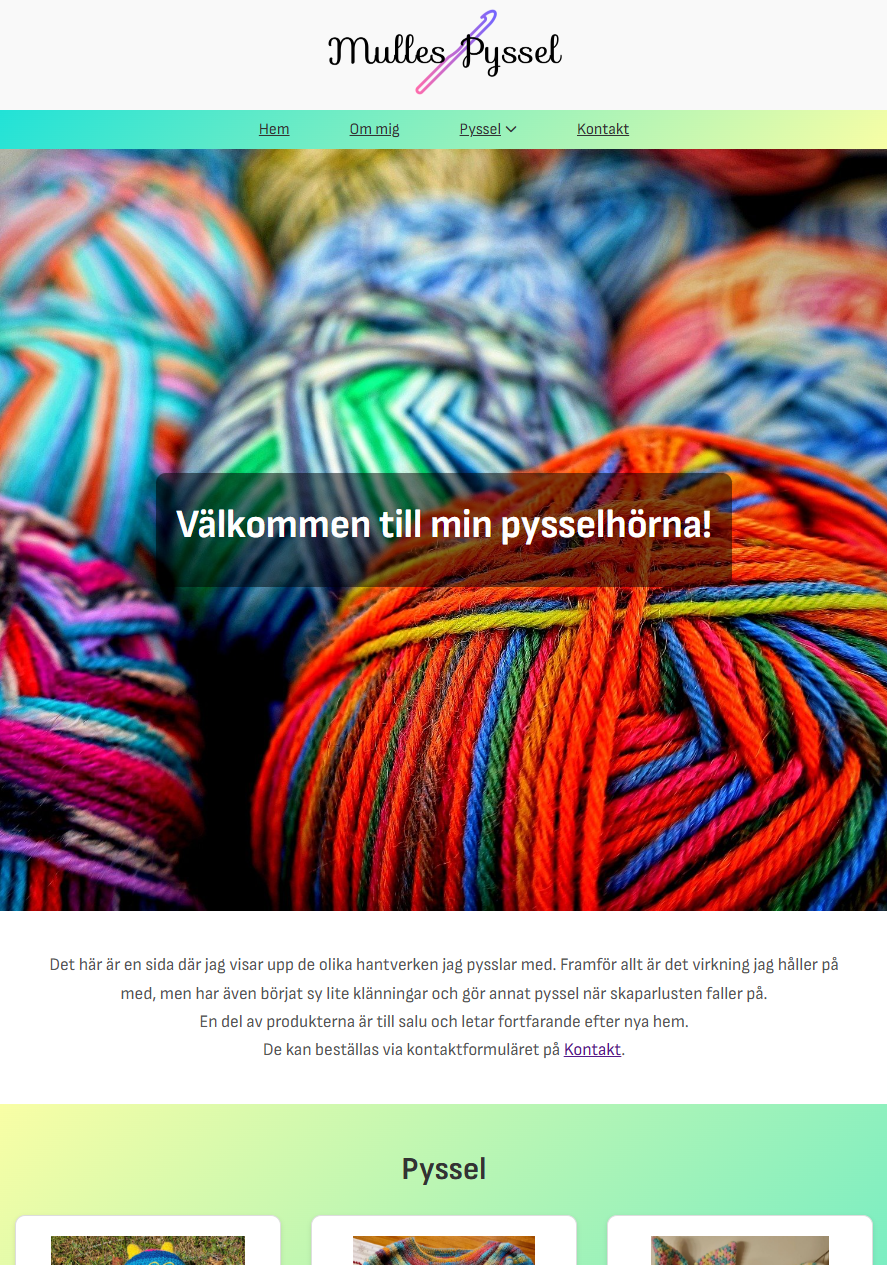 Mulles Pyssel
Hem Om mig Pyssel Kontakt
Välkommen till min pysselhörna!
Det här är en sida där jag visar upp de olika hantverken jag pysslar med. Framför allt är det virkning jag håller på
med, men har även börjat sy lite klänningar och gör annat pyssel när skaparlusten faller på.
En del av produkterna är till salu och letar fortfarande efter nya hem.
De kan beställas via kontaktformuläret på Kontakt.
Pyssel